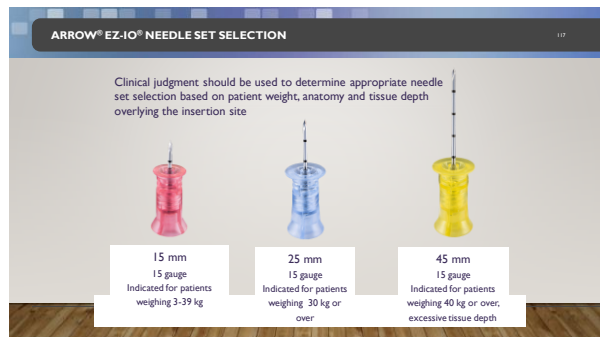 ARROW® EZ-IO® NEEDLE SET SELECTION
117
Clinical judgment should be used to determine appropriate needle
set selection based on patient weight, anatomy and tissue depth
overlying the insertion site
15 mm
15 gauge
Indicated for patients
weighing 3-39 kg
25 mm
15 gauge
Indicated for patients
weighing 30 kg or
over
45 mm
15 gauge
Indicated for patients
weighing 40 kg or over,
excessive tissue depth